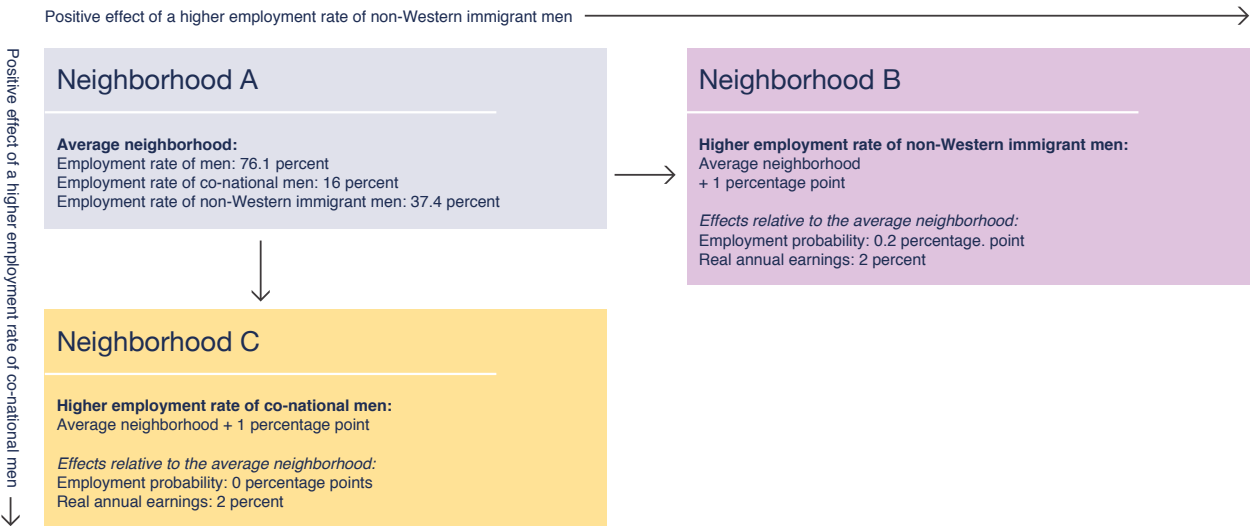 Positive effect of a higher employment rate of non-Western immigrant men
Positive effect of a higher employment rate of co-national men
Neighborhood A
Average neighborhood:
Employment rate of men: 76.1 percent
Employment rate of co-national men: 16 percent
Employment rate of non-Western immigrant men: 37.4 percent
Neighborhood B
Higher employment rate of non-Western immigrant men:
Average neighborhood
+ 1 percentage point
Effects relative to the average neighborhood:
Employment probability: 0.2 percentage. point
Real annual earnings: 2 percent
Neighborhood C
Higher employment rate of co-national men:
Average neighborhood + 1 percentage point
Effects relative to the average neighborhood:
Employment probability: 0 percentage points
Real annual earnings: 2 percent